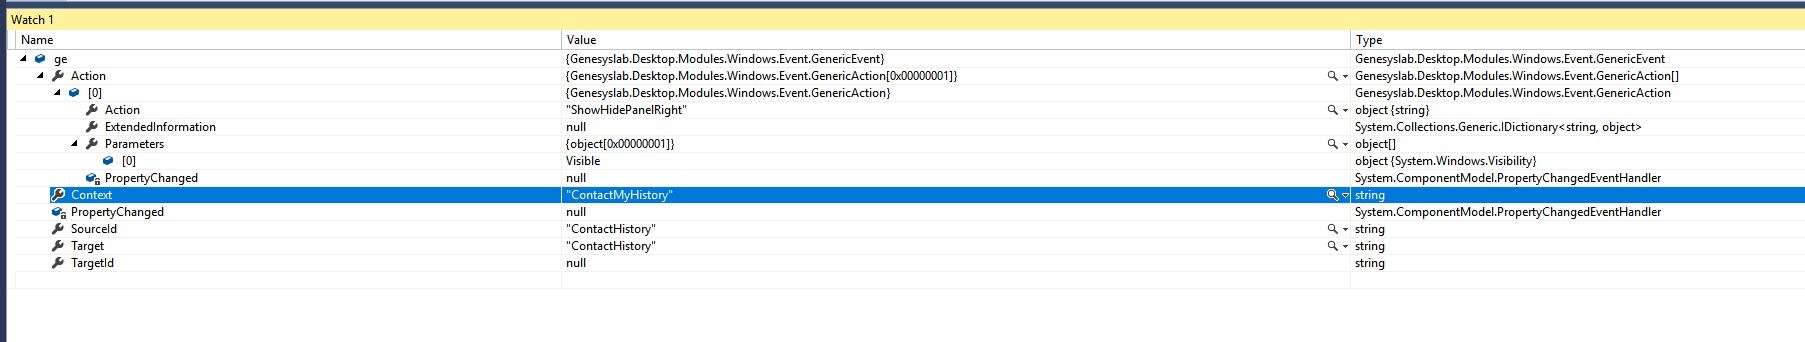 Watch 1
Name Value Type
ge {Genesyslab.Desktop.Modules.Windows.Event.GenericEvent} Genesyslab.Desktop.Modules.Windows.Event.GenericEvent
Action {Genesyslab.Desktop.Modules.Windows.Event.GenericAction[0x00000001]} Genesyslab.Desktop.Modules.Windows.Event.GenericAction[]
[0] {Genesyslab.Desktop.Modules.Windows.Event.GenericAction} Genesyslab.Desktop.Modules.Windows.Event.GenericAction
Action "ShowHidePanelRight" object {string}
ExtendedInformation null System.Collections.Generic.IDictionary<string, object>
Parameters {object[0x00000001]} object[]
[0] Visible object {System.Windows.Visibility}
PropertyChanged null System.ComponentModel.PropertyChangedEventHandler
Context "ContactMyHistory" string
PropertyChanged null System.ComponentModel.PropertyChangedEventHandler
SourceId "ContactHistory" string
Target "ContactHistory" string
TargetId null string